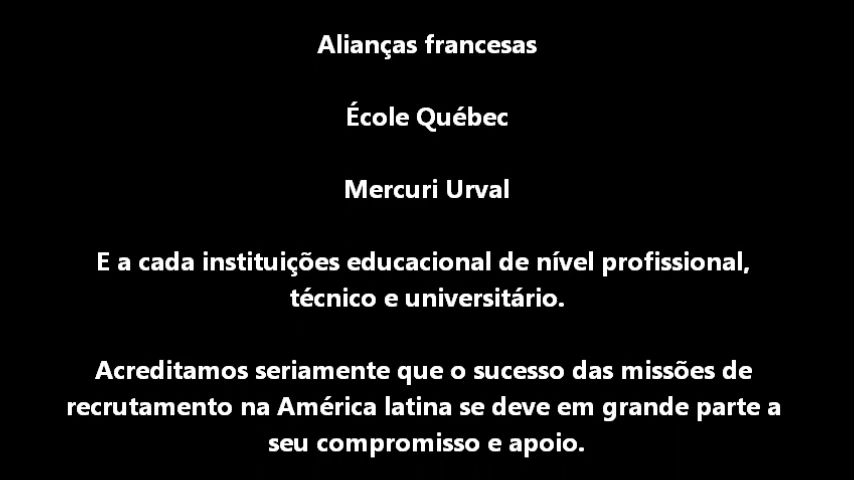 Alianças francesas
École Québec
Mercuri Urval
E a cada instituições educacional de nível profissional,
técnico e universitário.
Acreditamos seriamente que o sucesso das missões de
recrutamento na América latina se deve em grande parte a
seu compromisso e apoio.